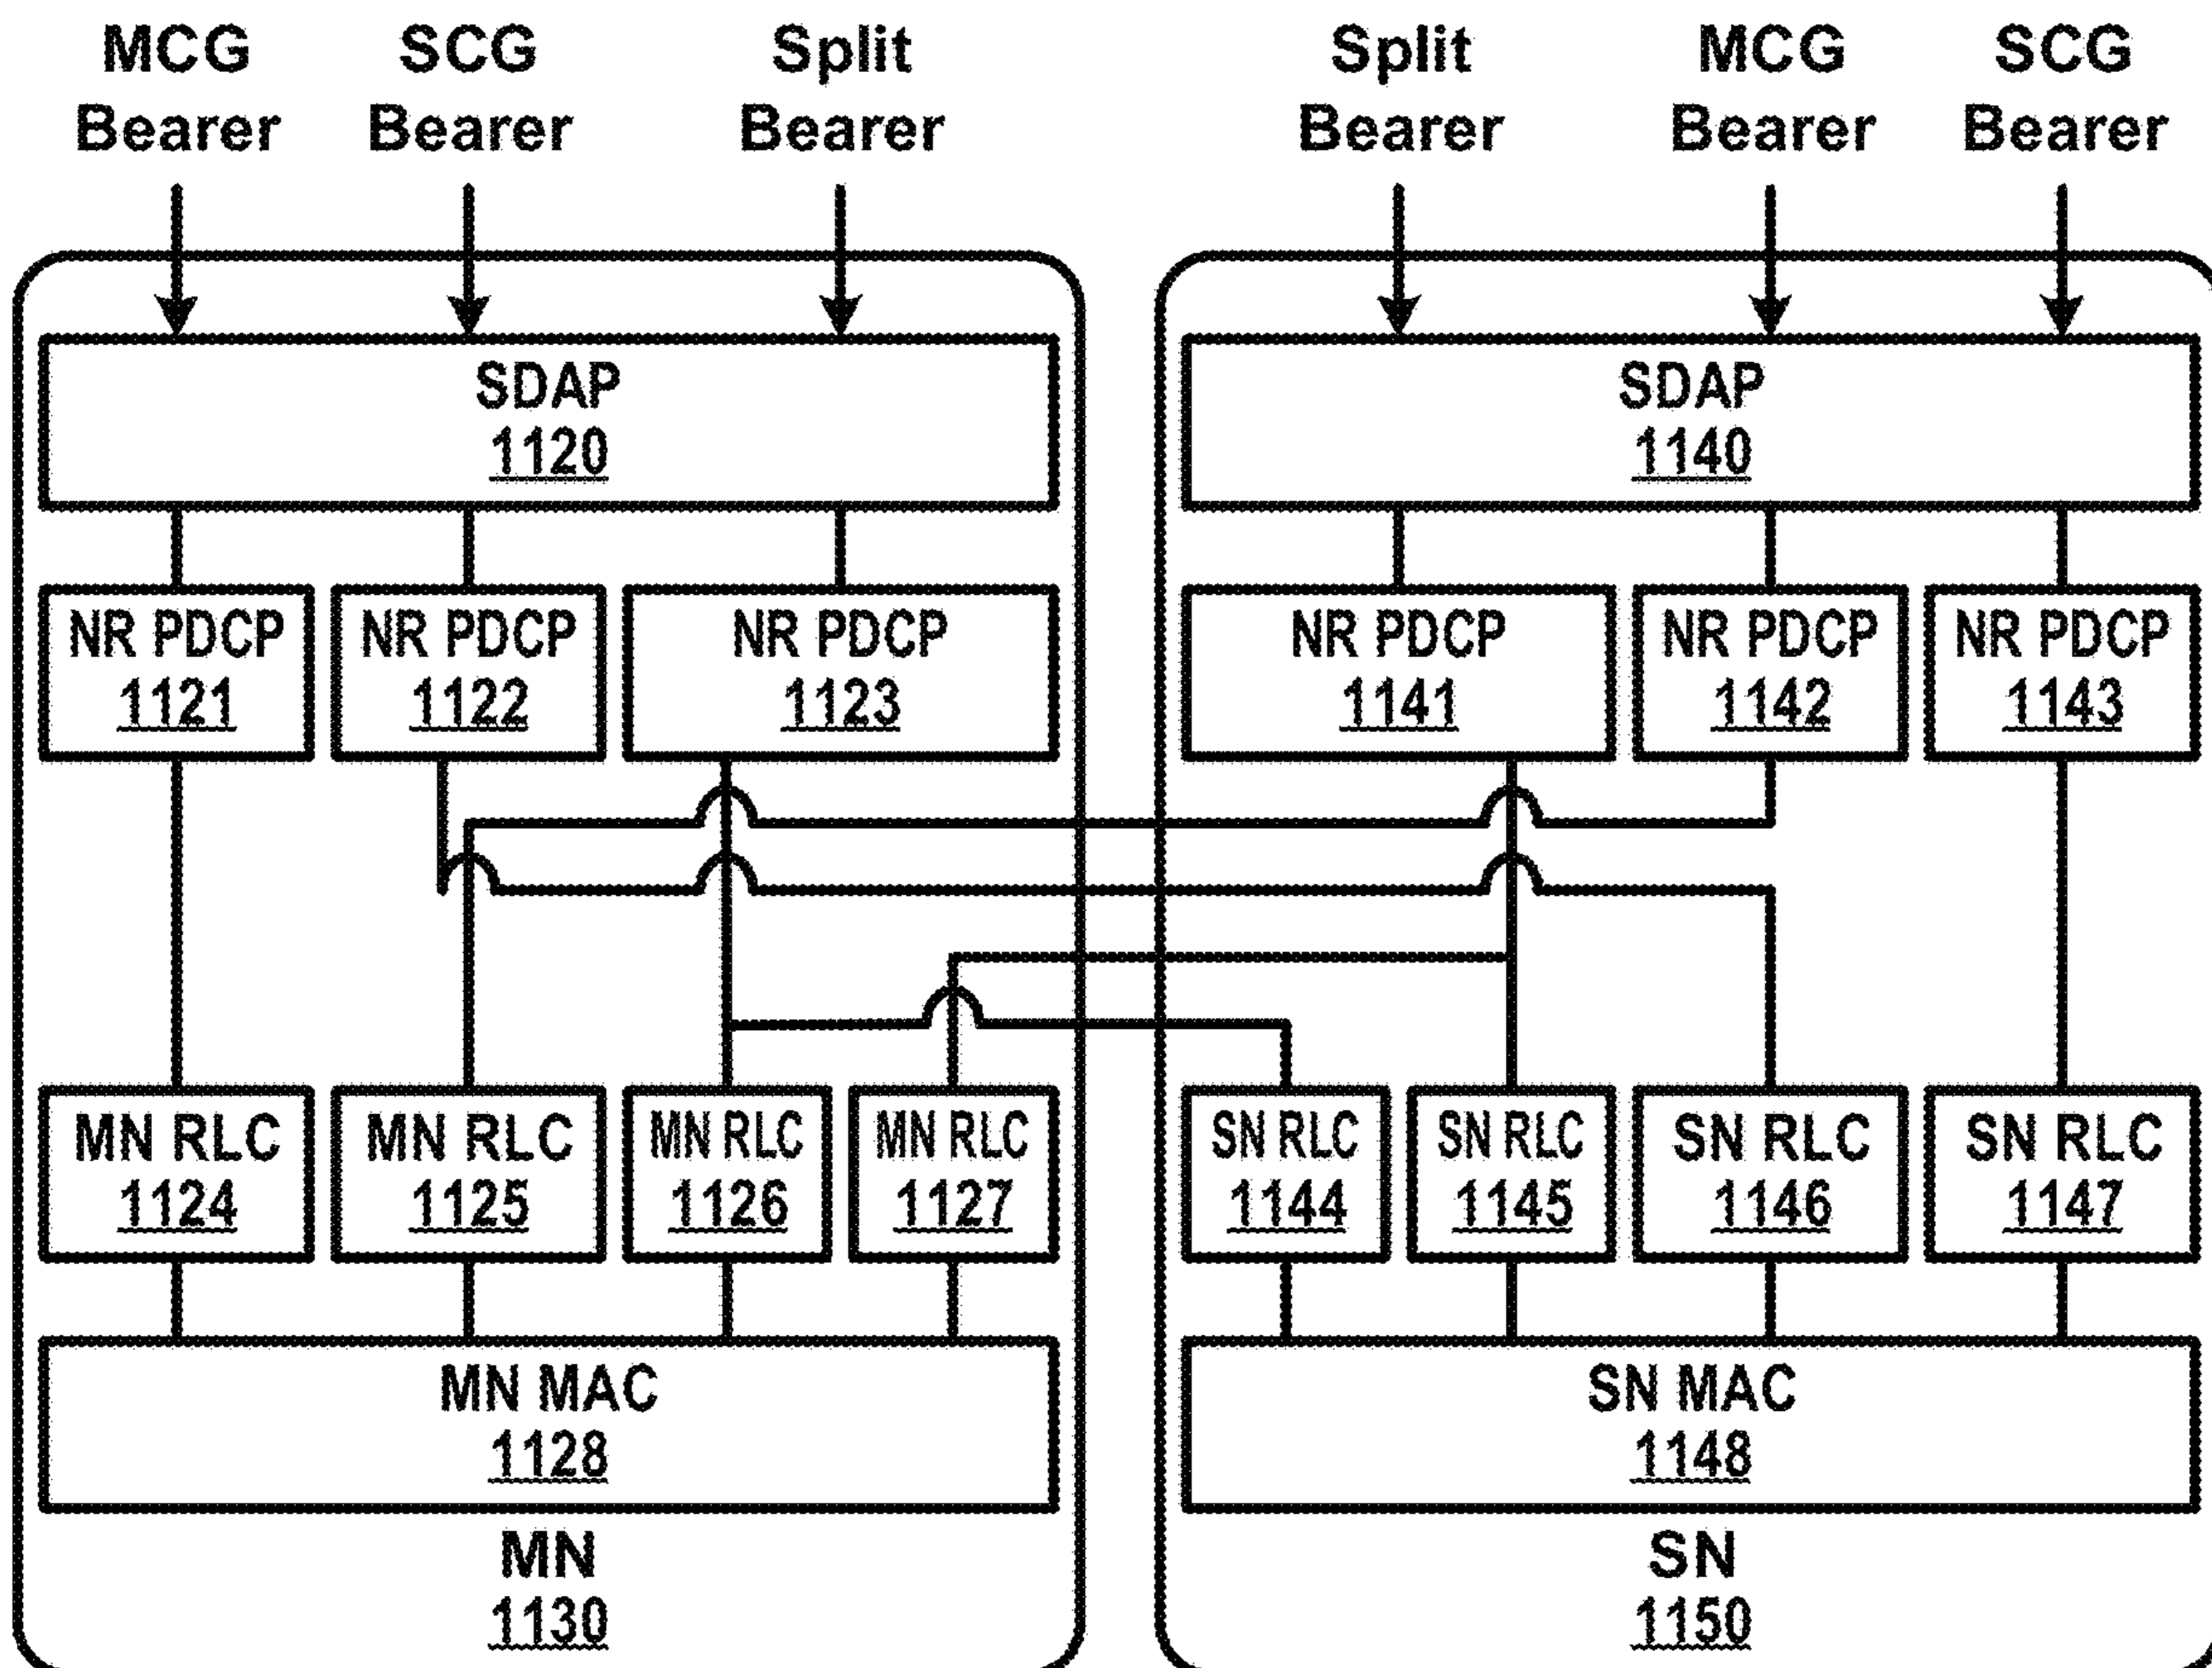 MCG Bearer
SCG Bearer
Split Bearer
Split Bearer
MCG Bearer
SCG Bearer
SDAP
1120
SDAP
1140
NR PDCP
1121
NR PDCP
1122
NR PDCP
1123
NR PDCP
1141
NR PDCP
1142
NR PDCP
1143
MN RLC
1124
MN RLC
1125
MN RLC
1126
MN RLC
1127
SN RLC
1144
SN RLC
1145
SN RLC
1146
SN RLC
1147
MN MAC
1128
SN MAC
1148
MN
1130
SN
1150